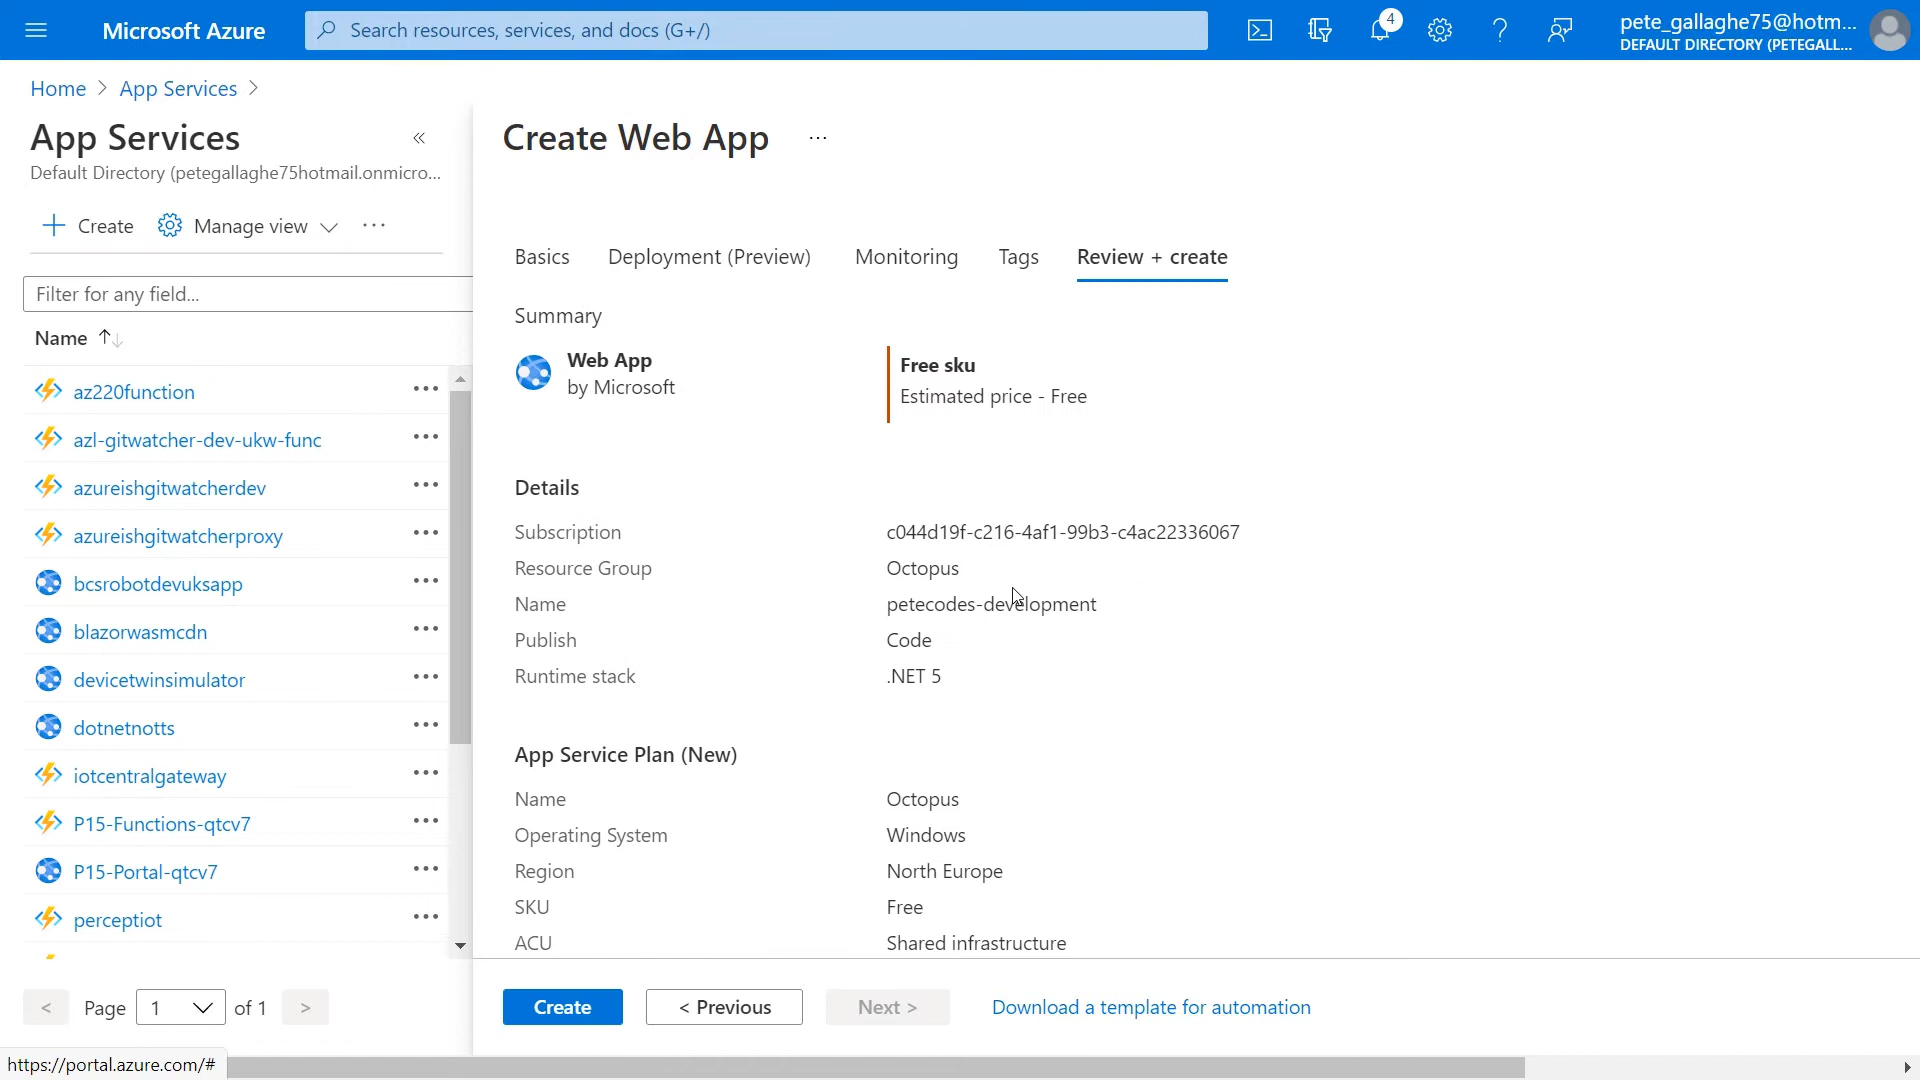 Microsoft Azure
Search resources, services, and docs (G+/)
4
pete_gallaghe75@hotm...
DEFAULT DIRECTORY (PETEGALL...
Home > App Services >
App Services
«
Default Directory (petegallaghe75hotmail.onmicro...
Create
Manage view
...
Filter for any field...
Name
az220function
azl-gitwatcher-dev-ukw-func
azureishgitwatcherdev
azureishgitwatcherproxy
bcsrobotdevuksapp
blazorwasmcdn
devicetwinsimulator
dotnetnotts
iotcentralgateway
P15-Functions-qtcv7
P15-Portal-qtcv7
perceptiot
< Page 1 of 1 >
https://portal.azure.com/#
Create Web App ...
Basics
Deployment (Preview)
Monitoring
Tags
Review + create
Summary
Web App
by Microsoft
Free sku
Estimated price - Free
Details
Subscription c044d19f-c216-4af1-99b3-c4ac22336067
Resource Group Octopus
Name petecodes-development
Publish Code
Runtime stack .NET 5
App Service Plan (New)
Name Octopus
Operating System Windows
Region North Europe
SKU Free
ACU Shared infrastructure
Create
< Previous
Next >
Download a template for automation